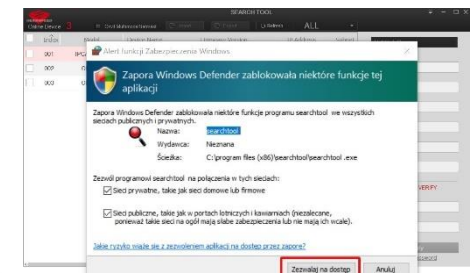 SEARCH TOOL
Online Device 3
Refresh ALL
Index
001 IPC
002
003
Alert funkcji Zabezpieczenia Windows
Zapora Windows Defender zablokowała niektóre funkcje tej
aplikacji
Zapora Windows Defender zablokowała niektóre funkcje programu searchtool we wszystkich
sieciach publicznych i prywatnych.
Nazwa: searchtool
Wydawca: Nieznana
Ścieżka: C:\program files (x86)\searchtool\searchtool .exe
Zezwól programowi searchtool na połączenia w tych sieciach:
Sieci prywatne, takie jak sieci domowe lub firmowe
Sieci publiczne, takie jak w portach lotniczych i kawiarniach (niezalecane,
ponieważ takie sieci na ogół mają słabe zabezpieczenia lub nie mają ich wcale).
Jakie ryzyko wiąże się z zezwoleniem aplikacji na dostęp przez zaporę?
Zezwalaj na dostęp Anuluj
VERIFY